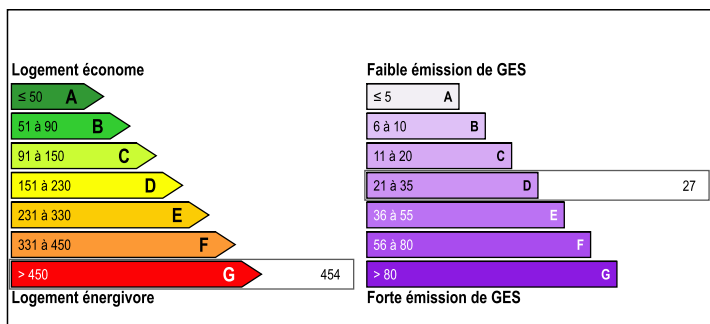 Logement économe
≤ 50 A
51 à 90 B
91 à 150 C
151 à 230 D
231 à 330 E
331 à 450 F
> 450 G 454
Logement énergivore
Faible émission de GES
≤ 5 A
6 à 10 B
11 à 20 C
21 à 35 D 27
36 à 55 E
56 à 80 F
> 80 G
Forte émission de GES